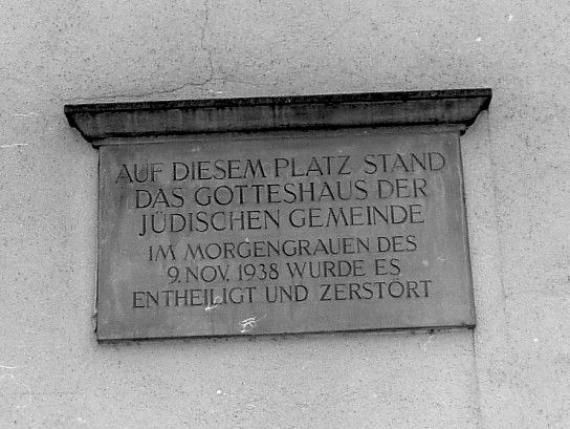 AUF DIESEM PLATZ STAND
DAS GOTTESHAUS DER
JÜDISCHEN GEMEINDE
IM MORGENGRAUEN DES
9. NOV. 1938 WURDE ES
ENTHEILIGT UND ZERSTÖRT